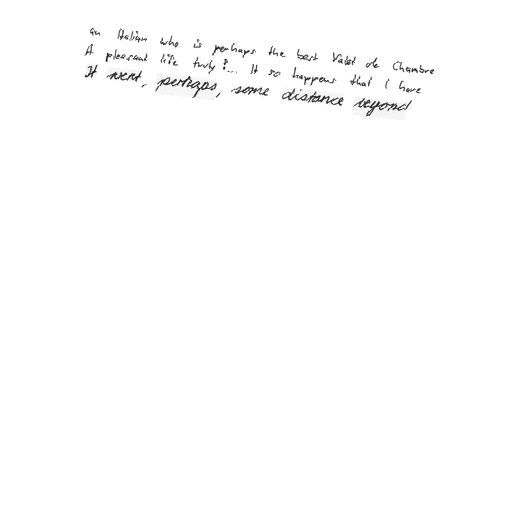 an Italian who is perhaps the best Valet de Chambre
A pleasant life truly!... It so happens that I have
It went, perhaps, some distance beyond